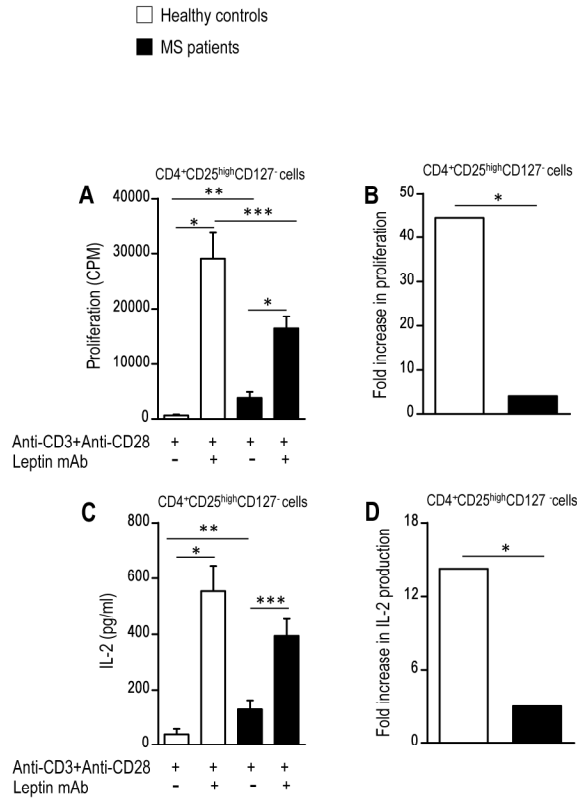 Healthy controls
MS patients
A
CD4⁺CD25ʰⁱᵍʰCD127⁻ cells
Proliferation (CPM)
40000
30000
20000
10000
0
** 
* ***
*
Anti-CD3+Anti-CD28 + + + +
Leptin mAb - + - +
B
CD4⁺CD25ʰⁱᵍʰCD127⁻ cells
Fold increase in proliferation
50
40
30
20
10
0
*
C
CD4⁺CD25ʰⁱᵍʰCD127⁻ cells
IL-2 (pg/ml)
800
600
400
200
0
**
*
***
Anti-CD3+Anti-CD28 + + + +
Leptin mAb - + - +
D
CD4⁺CD25ʰⁱᵍʰCD127 ⁻cells
Fold increase in IL-2 production
18
14
6
0
*